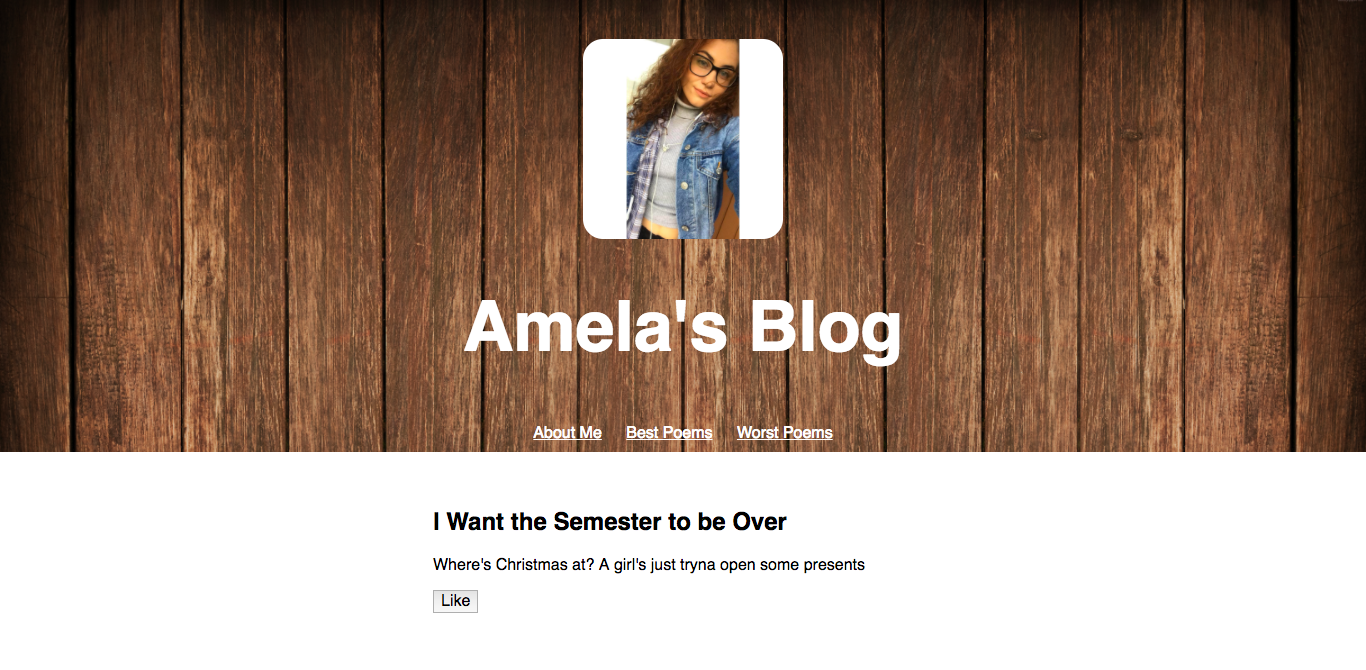 Amela's Blog
About Me Best Poems Worst Poems
I Want the Semester to be Over
Where's Christmas at? A girl's just tryna open some presents
Like